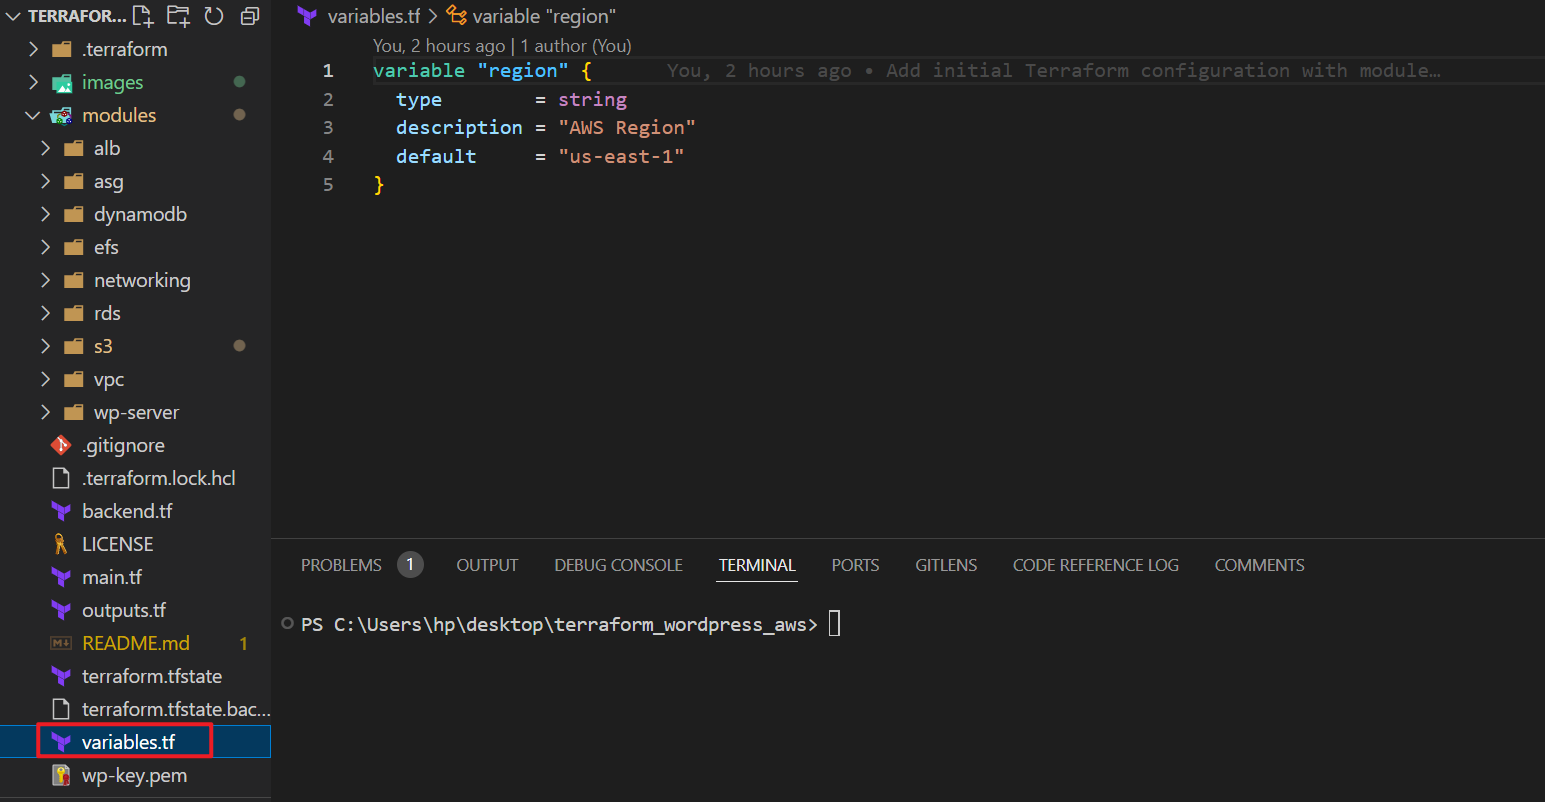 TERRAFOR...
.terraform
images
modules
alb
asg
dynamodb
efs
networking
rds
s3
vpc
wp-server
.gitignore
.terraform.lock.hcl
backend.tf
LICENSE
main.tf
outputs.tf
README.md 1
terraform.tfstate
terraform.tfstate.bac...
variables.tf
wp-key.pem
variables.tf > variable "region"
You, 2 hours ago | 1 author (You)
1 variable "region" { You, 2 hours ago • Add initial Terraform configuration with module…
2 type = string
3 description = "AWS Region"
4 default = "us-east-1"
5 }
PROBLEMS 1 OUTPUT DEBUG CONSOLE TERMINAL PORTS GITLENS CODE REFERENCE LOG COMMENTS
PS C:\Users\hp\desktop\terraform_wordpress_aws>